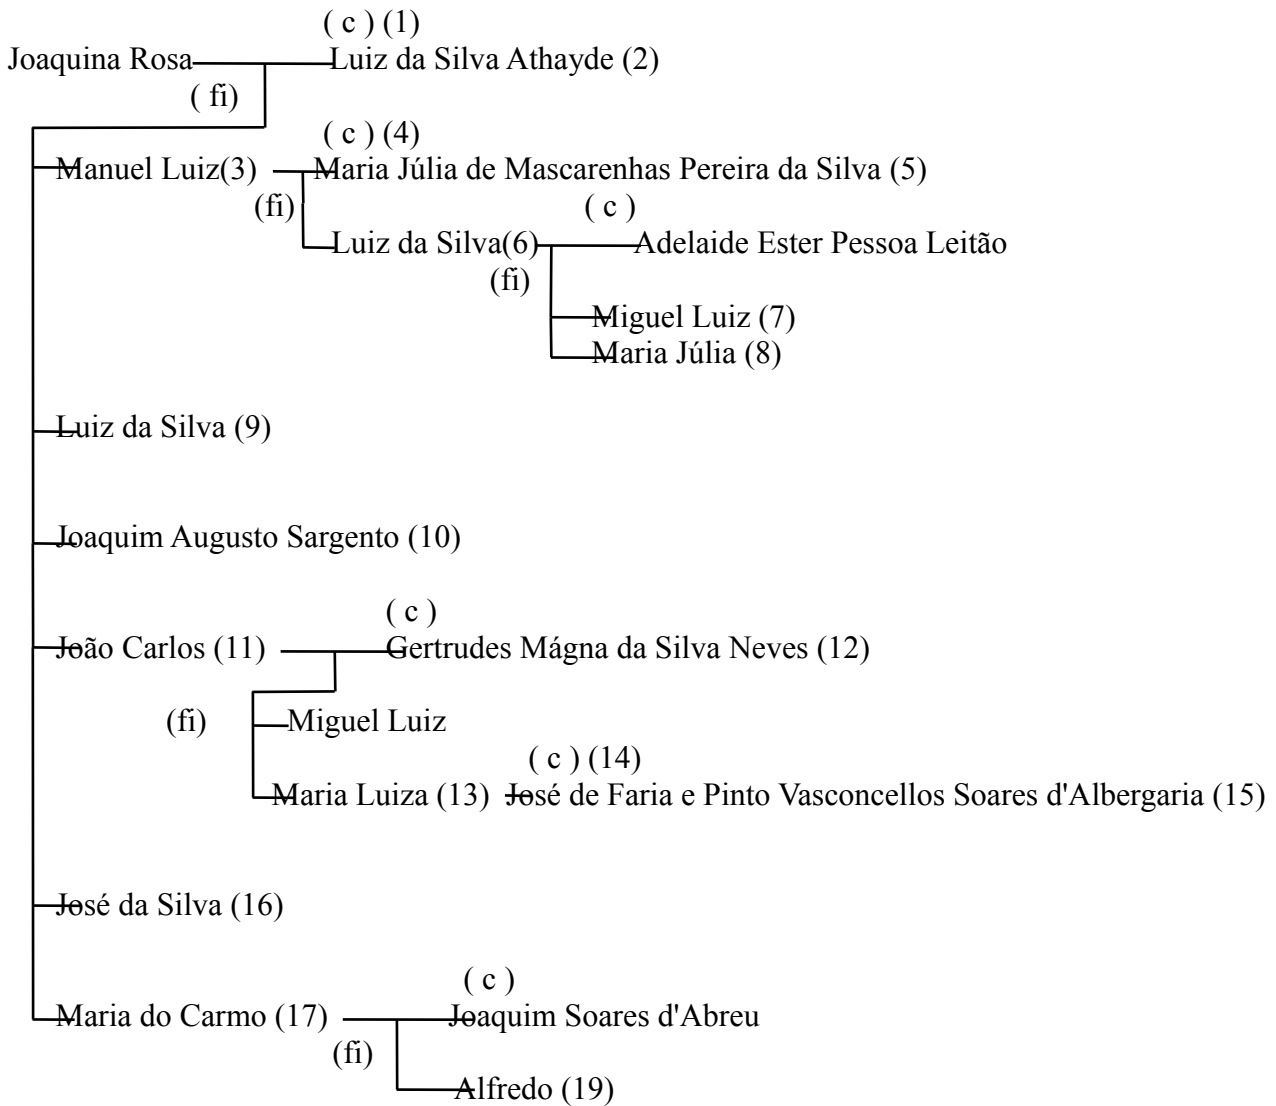 ( c ) (1)
Joaquina Rosa Luiz da Silva Athayde (2)
( fi)
( c ) (4)
Manuel Luiz(3) Maria Júlia de Mascarenhas Pereira da Silva (5)
(fi) ( c )
Luiz da Silva(6) Adelaide Ester Pessoa Leitão
(fi)
Miguel Luiz (7)
Maria Júlia (8)
Luiz da Silva (9)
Joaquim Augusto Sargento (10)
( c )
João Carlos (11) Gertrudes Mágna da Silva Neves (12)
(fi) Miguel Luiz
( c ) (14)
Maria Luiza (13) José de Faria e Pinto Vasconcellos Soares d'Albergaria (15)
José da Silva (16)
( c )
Maria do Carmo (17) Joaquim Soares d'Abreu
(fi)
Alfredo (19)